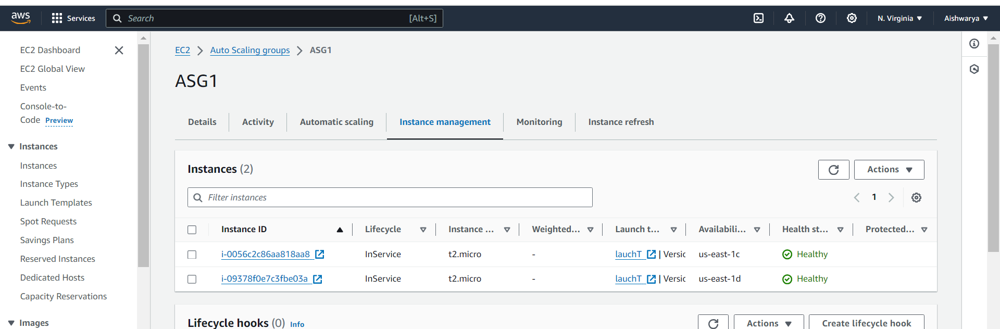 aws
Services
Search
[Alt+S]
N. Virginia
Aishwarya
EC2 Dashboard
EC2 Global View
Events
Console-to-
Code Preview
Instances
Instances
Instance Types
Launch Templates
Spot Requests
Savings Plans
Reserved Instances
Dedicated Hosts
Capacity Reservations
Images
EC2 > Auto Scaling groups > ASG1
ASG1
Details Activity Automatic scaling Instance management Monitoring Instance refresh
Instances (2)
Actions
Filter instances
1
Instance ID Lifecycle Instance ... Weighted... Launch t... Availabili... Health st... Protected...
i-0056c2c86aa818aa8 InService t2.micro - lauchT | Versic us-east-1c Healthy
i-09378f0e7c3fbe03a InService t2.micro - lauchT | Versic us-east-1d Healthy
Lifecycle hooks (0) Info
Actions
Create lifecycle hook